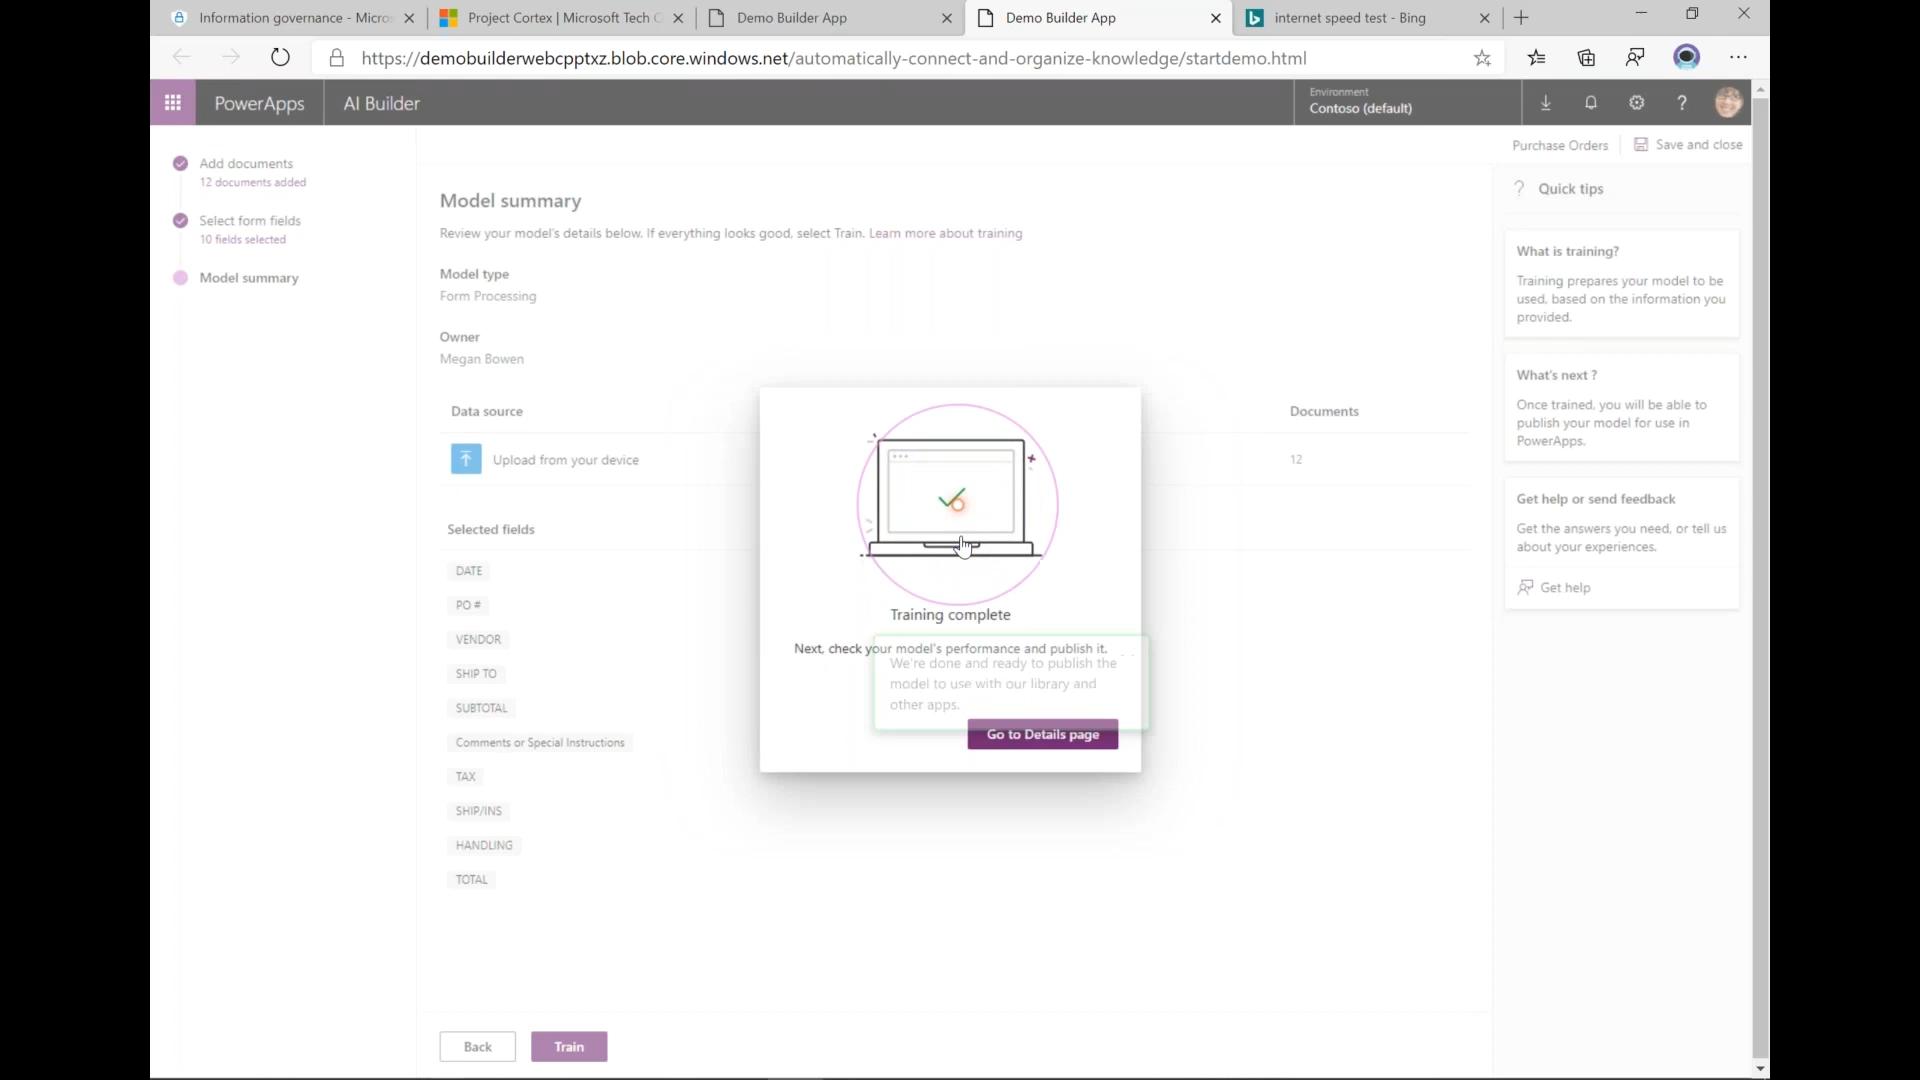 Information governance - Micros
Project Cortex | Microsoft Tech C
Demo Builder App
Demo Builder App
internet speed test - Bing
https://demobuilderwebcpptxz.blob.core.windows.net/automatically-connect-and-organize-knowledge/startdemo.html
PowerApps
AI Builder
Environment
Contoso (default)
?
Purchase Orders
Save and close
Add documents
12 documents added
Select form fields
10 fields selected
Model summary
Model summary
Review your model's details below. If everything looks good, select Train. Learn more about training
Model type
Form Processing
Owner
Megan Bowen
Data source
Documents
Upload from your device
12
Selected fields
DATE
PO #
VENDOR
SHIP TO
SUBTOTAL
Comments or Special Instructions
TAX
SHIP/INS
HANDLING
TOTAL
Training complete
Next, check your model's performance and publish it.
We're done and ready to publish the
model to use with our library and
other apps.
Go to Details page
? Quick tips
What is training?
Training prepares your model to be
used, based on the information you
provided.
What's next ?
Once trained, you will be able to
publish your model for use in
PowerApps.
Get help or send feedback
Get the answers you need, or tell us
about your experiences.
Get help
Back
Train